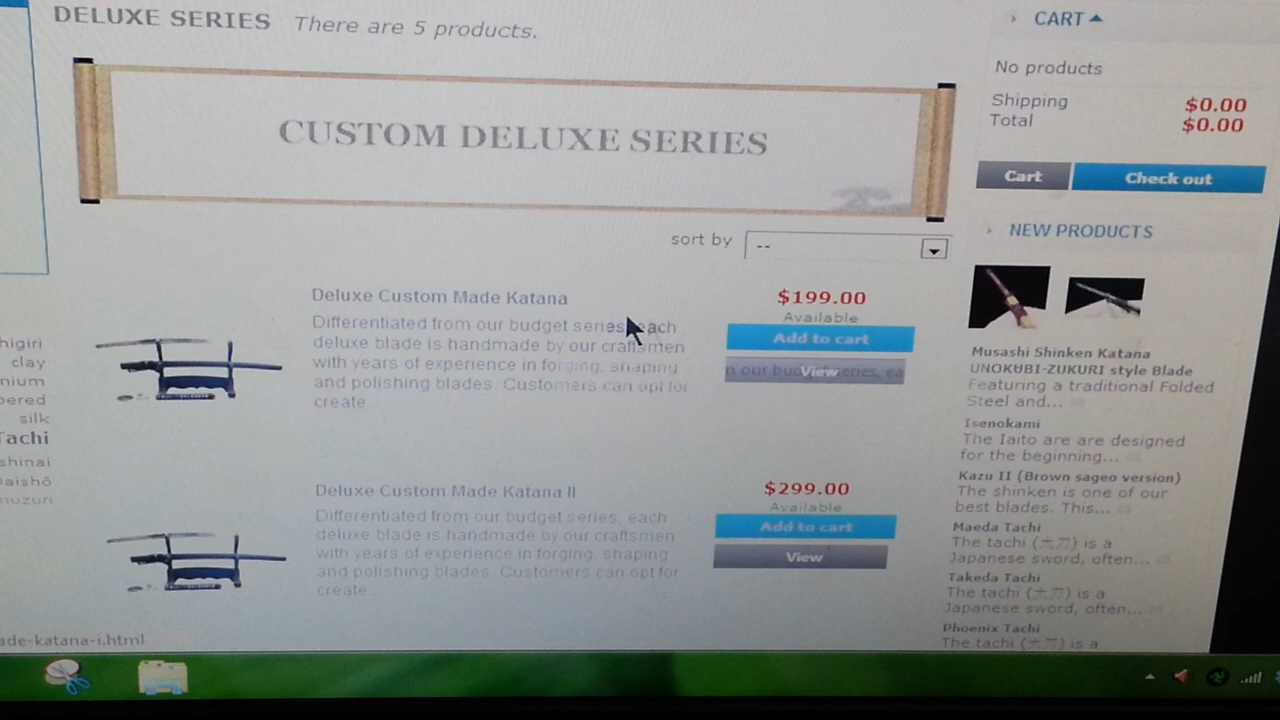 DELUXE SERIES There are 5 products.
CUSTOM DELUXE SERIES
sort by --
Deluxe Custom Made Katana
Differentiated from our budget series, each
deluxe blade is handmade by our craftsmen
with years of experience in forging, shaping
and polishing blades. Customers can opt for
create...
$199.00
Available
Add to cart
View
Deluxe Custom Made Katana II
Differentiated from our budget series, each
deluxe blade is handmade by our craftsmen
with years of experience in forging, shaping
and polishing blades. Customers can opt for
create...
$299.00
Available
Add to cart
View
CART
No products
Shipping $0.00
Total $0.00
Cart
Check out
NEW PRODUCTS
Musashi Shinken Katana
UNOKUBI-ZUKURI style Blade
Featuring a traditional Folded
Steel and...
Isenokami
The Iaito are are designed
for the beginning...
Kazu II (Brown sageo version)
The shinken is one of our
best blades. This...
Maeda Tachi
The tachi (太刀) is a
Japanese sword, often...
Takeda Tachi
The tachi (太刀) is a
Japanese sword, often...
Phoenix Tachi
The tachi (太刀) is a
higiri
clay
nium
pered
silk
Tachi
shinai
Daishō
nuzuri
ade-katana-i.html